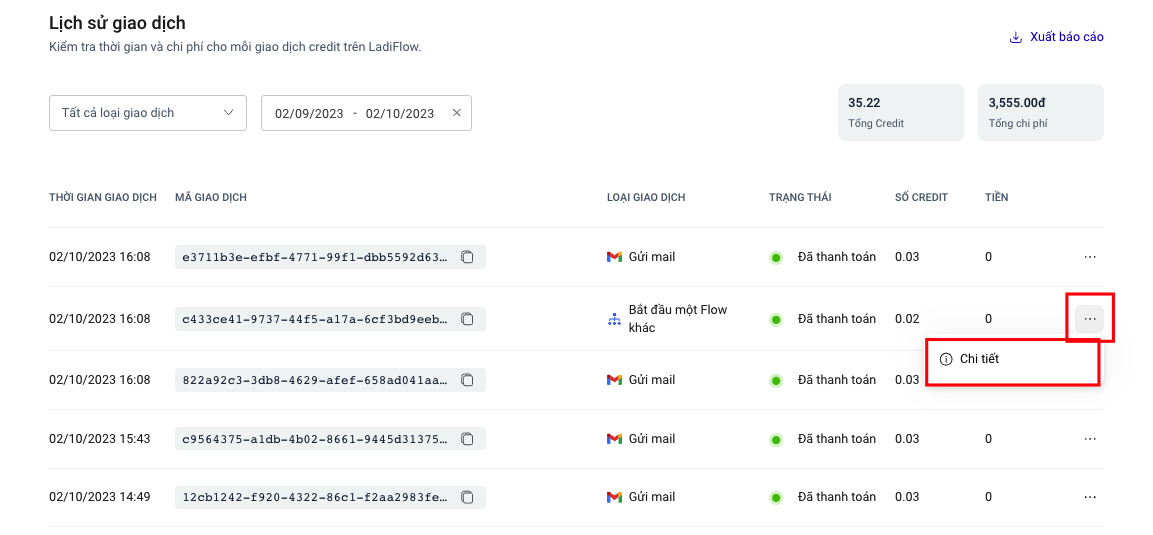 Lịch sử giao dịch
Kiểm tra thời gian và chi phí cho mỗi giao dịch credit trên LadiFlow.
Xuất báo cáo
Tất cả loại giao dịch
02/09/2023 - 02/10/2023
35.22
Tổng Credit
3,555.00đ
Tổng chi phí
THỜI GIAN GIAO DỊCH MÃ GIAO DỊCH LOẠI GIAO DỊCH TRẠNG THÁI SỐ CREDIT TIỀN
02/10/2023 16:08 e3711b3e-efbf-4771-99f1-dbb5592d63… Gửi mail Đã thanh toán 0.03 0 ...
02/10/2023 16:08 c433ce41-9737-44f5-a17a-6cf3bd9eeb… Bắt đầu một Flow khác Đã thanh toán 0.02 0 ...
Chi tiết
02/10/2023 16:08 822a92c3-3db8-4629-afef-658ad041aa… Gửi mail Đã thanh toán 0.03
02/10/2023 15:43 c9564375-a1db-4b02-8661-9445d31375… Gửi mail Đã thanh toán 0.03 0 ...
02/10/2023 14:49 12cb1242-f920-4322-86c1-f2aa2983fe… Gửi mail Đã thanh toán 0.03 0 ...